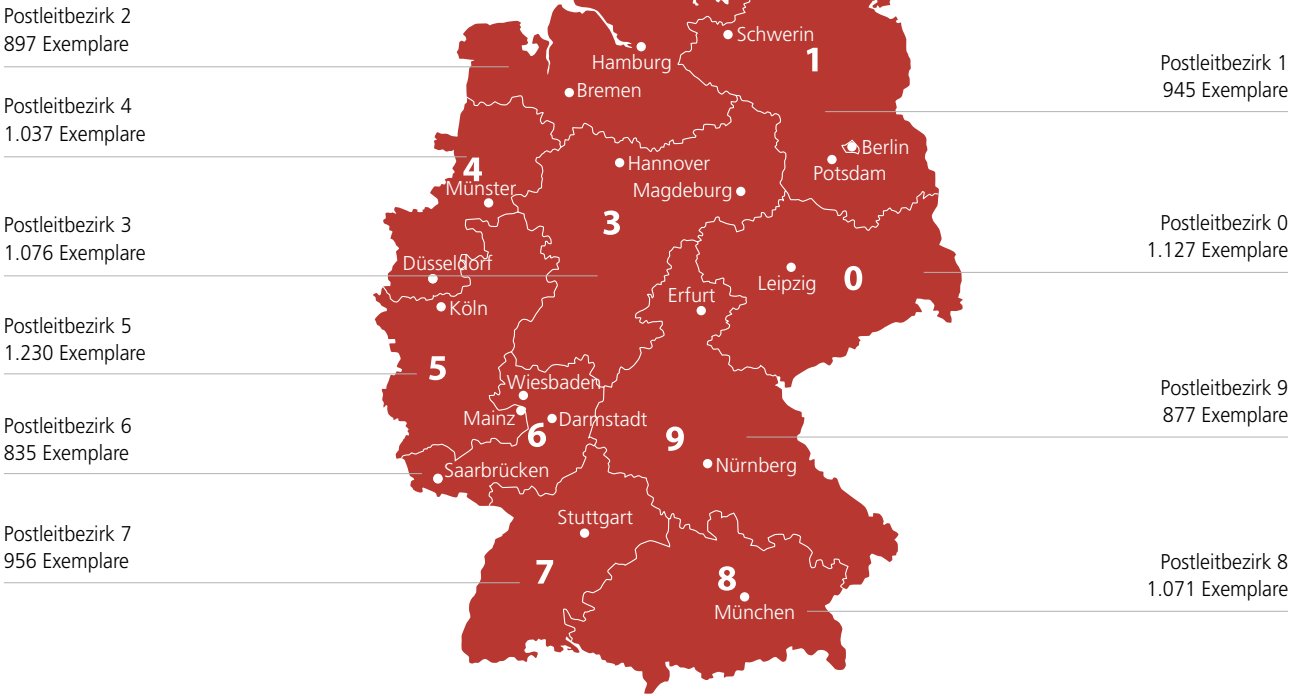 Postleitbezirk 2
897 Exemplare
Postleitbezirk 4
1.037 Exemplare
Postleitbezirk 3
1.076 Exemplare
Postleitbezirk 5
1.230 Exemplare
Postleitbezirk 6
835 Exemplare
Postleitbezirk 7
956 Exemplare
Schwerin
1
Hamburg
Bremen
Berlin
Potsdam
Hannover
Magdeburg
4
Münster
3
Düsseldorf
Leipzig
0
Erfurt
Köln
5
Wiesbaden
Mainz
Darmstadt
6
9
Saarbrücken
Nürnberg
Stuttgart
7
8
München
Postleitbezirk 1
945 Exemplare
Postleitbezirk 0
1.127 Exemplare
Postleitbezirk 9
877 Exemplare
Postleitbezirk 8
1.071 Exemplare